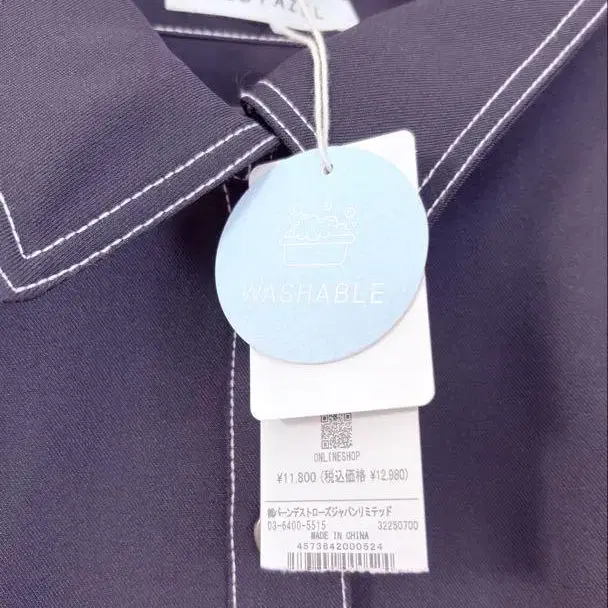 WASHABLE
ONLINESHOP
¥11,800 (税込価格 ¥12,980)
㈱バーンデストローズジャパンリミテッド
03-6400-5515 32250700
MADE IN CHINA
4573642000524